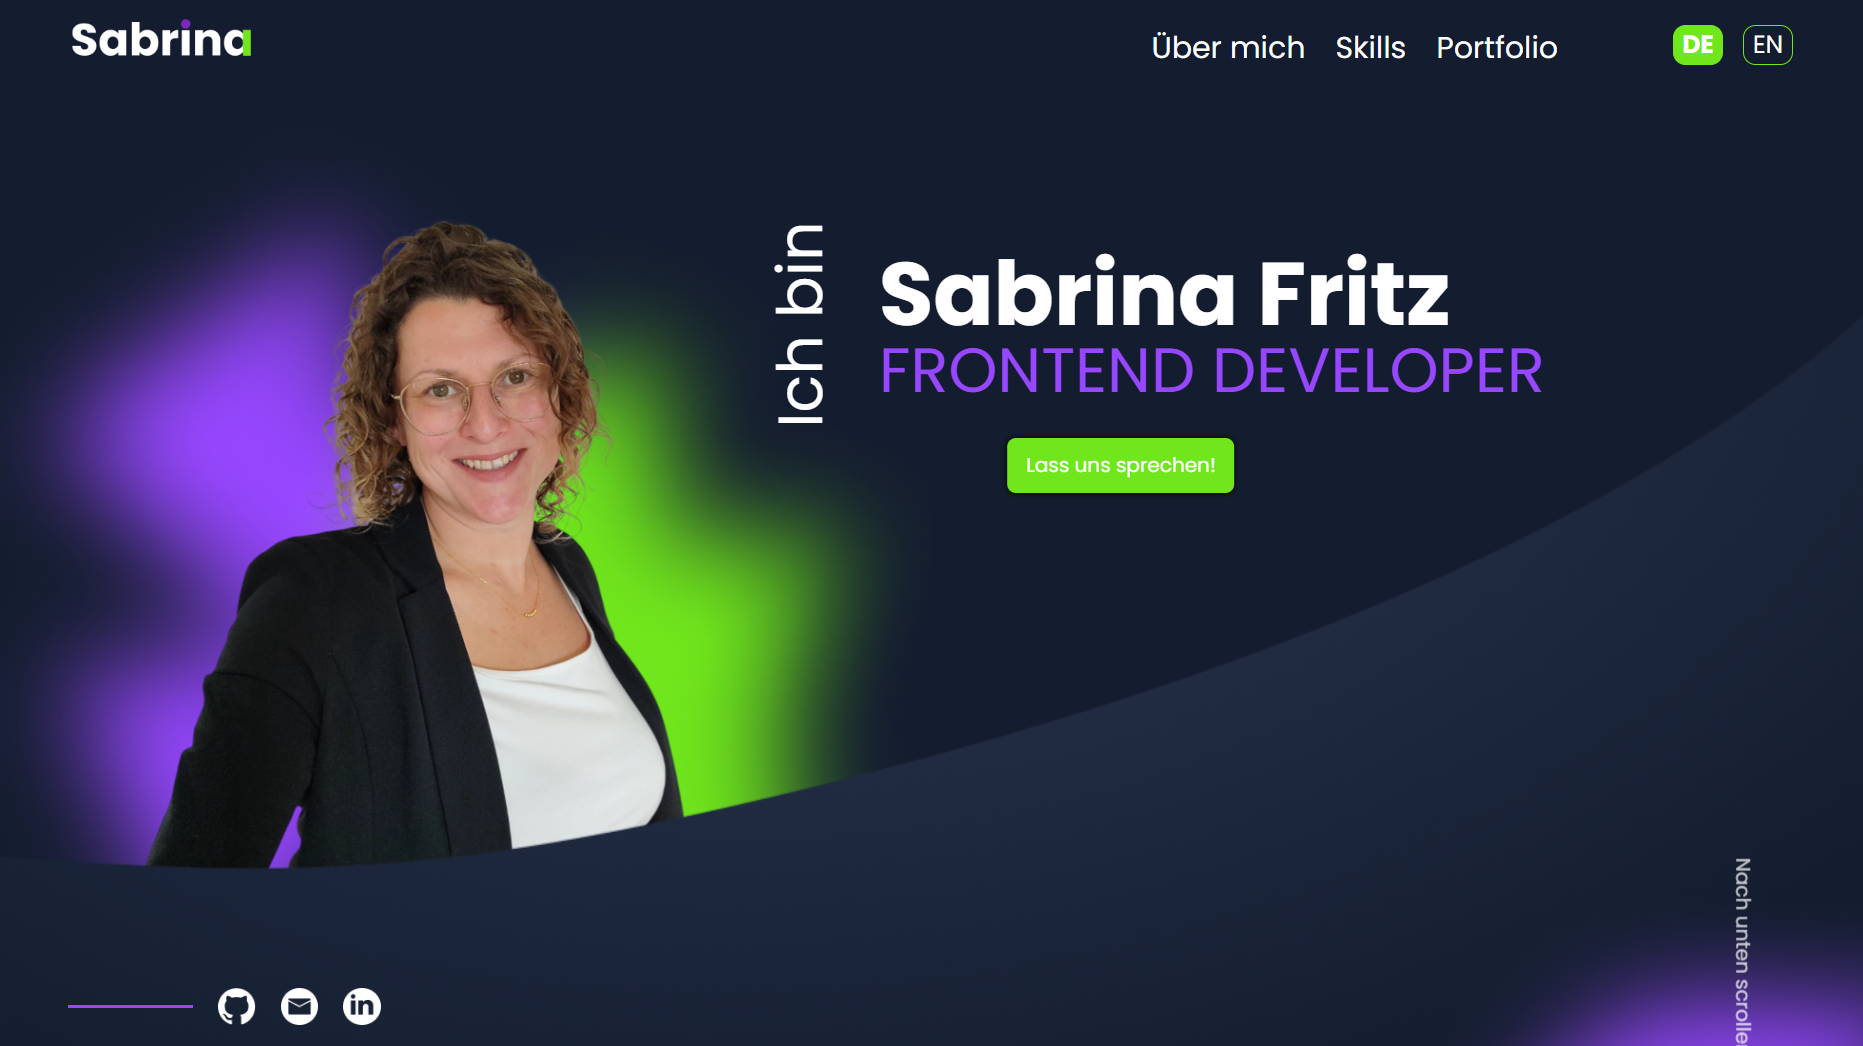 Sabrina
Über mich Skills Portfolio
DE EN
Ich bin
Sabrina Fritz
FRONTEND DEVELOPER
Lass uns sprechen!
Nach unten scrolle
in